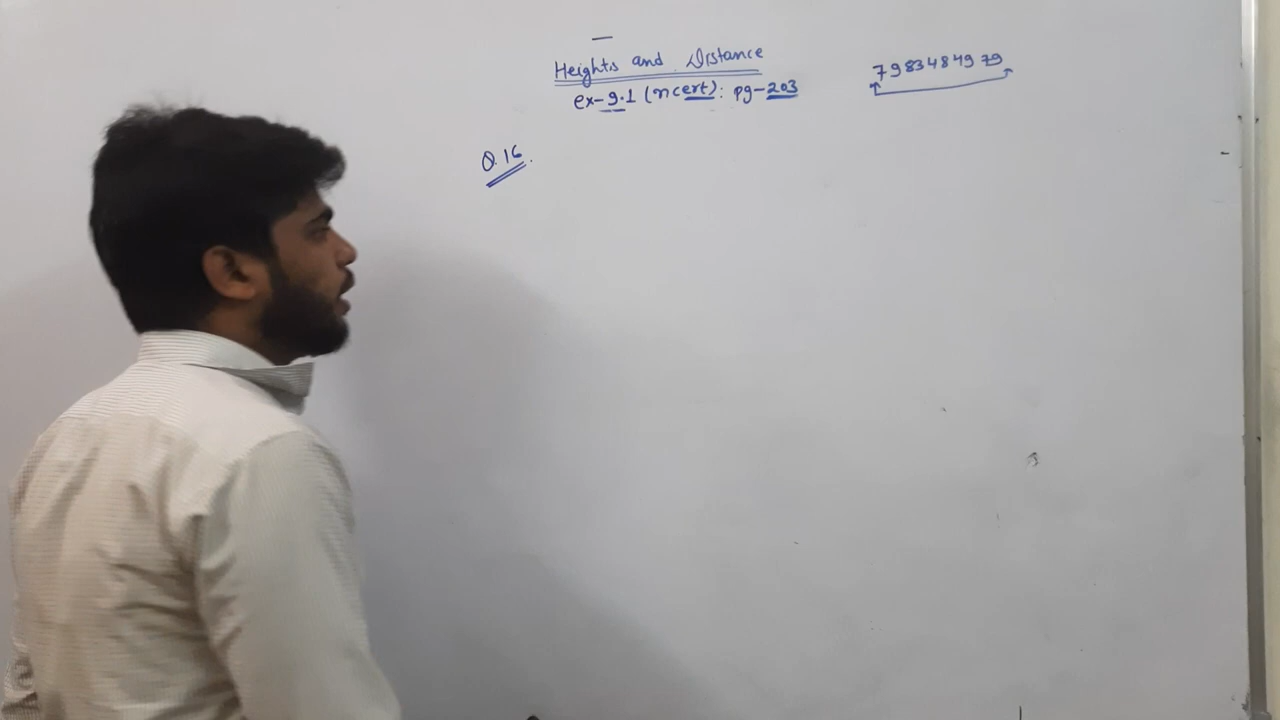 Heights and Distance
ex-9.1 (ncert): pg-203
7983484979
Q.16.